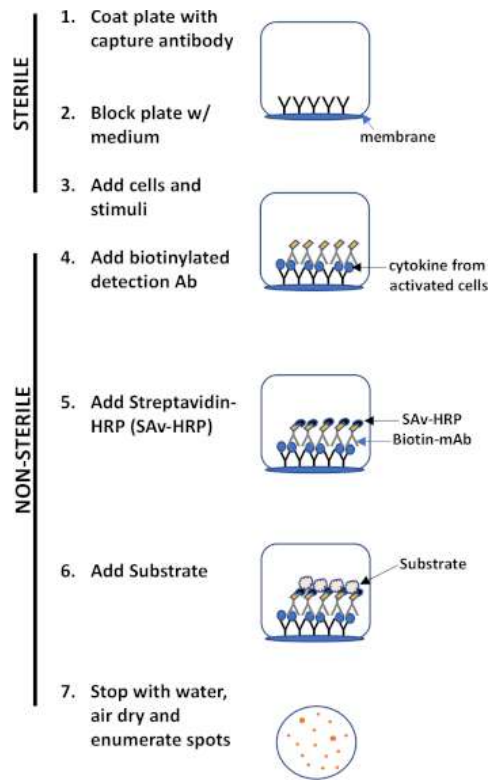 STERILE
1. Coat plate with
capture antibody
2. Block plate w/
medium
membrane
3. Add cells and
stimuli
NON-STERILE
4. Add biotinylated
detection Ab
cytokine from
activated cells
5. Add Streptavidin-
HRP (SAv-HRP)
SAv-HRP
Biotin-mAb
6. Add Substrate
Substrate
7. Stop with water,
air dry and
enumerate spots